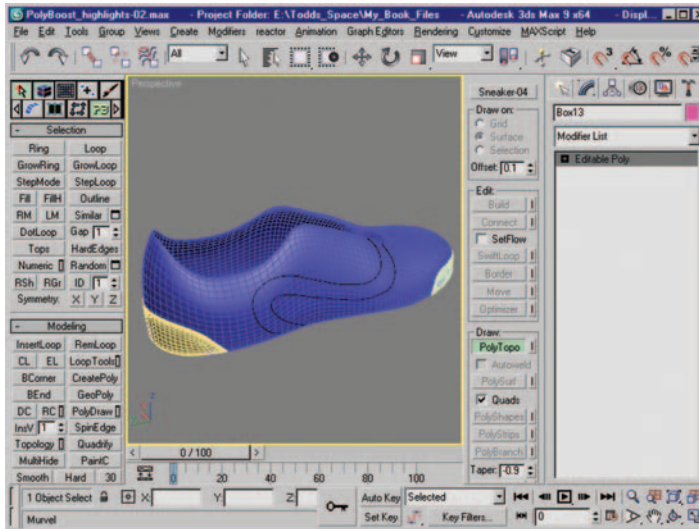 PolyBoost_highlights-02.max - Project Folder: E:\Todds_Space\My_Book_Files - Autodesk 3ds Max 9 x64 - Displ...
File Edit Tools Group Views Create Modifiers reactor Animation Graph Editors Rendering Customize MAXScript Help
All View 3 %
Perspective
Selection
Ring Loop
GrowRing GrowLoop
StepMode StepLoop
Fill FillH Outline
RM LM Similar
DotLoop Gap 1
Tops HardEdges
Numeric Random
RSh RGr ID 1
Symmetry: X Y Z
- Modeling
InsertLoop RemLoop
CL EL LoopTools
BCorner CreatePoly
BEnd GeoPoly
DC RC PolyDraw
InsV 1 SpinEdge
Topology Quadrify
MultiHide PaintC
Smooth Hard 30
Sneaker-04
Draw on:
Grid
Surface
Selection
Offset: 0.1
Edit:
Build
Connect
SetFlow
SwiftLoop
Border
Move
Optimizer
Draw:
PolyTopo
Autoweld
PolySurf
Quads
PolyShapes
PolyStrips
PolyBranch
Taper: -0.9
Box13
Modifier List
Editable Poly
< 0 / 100 >
0 20 40 60 80 100
1 Object Select X: Y: Z: Auto Key Selected
Murvel Set Key Key Filters... 0